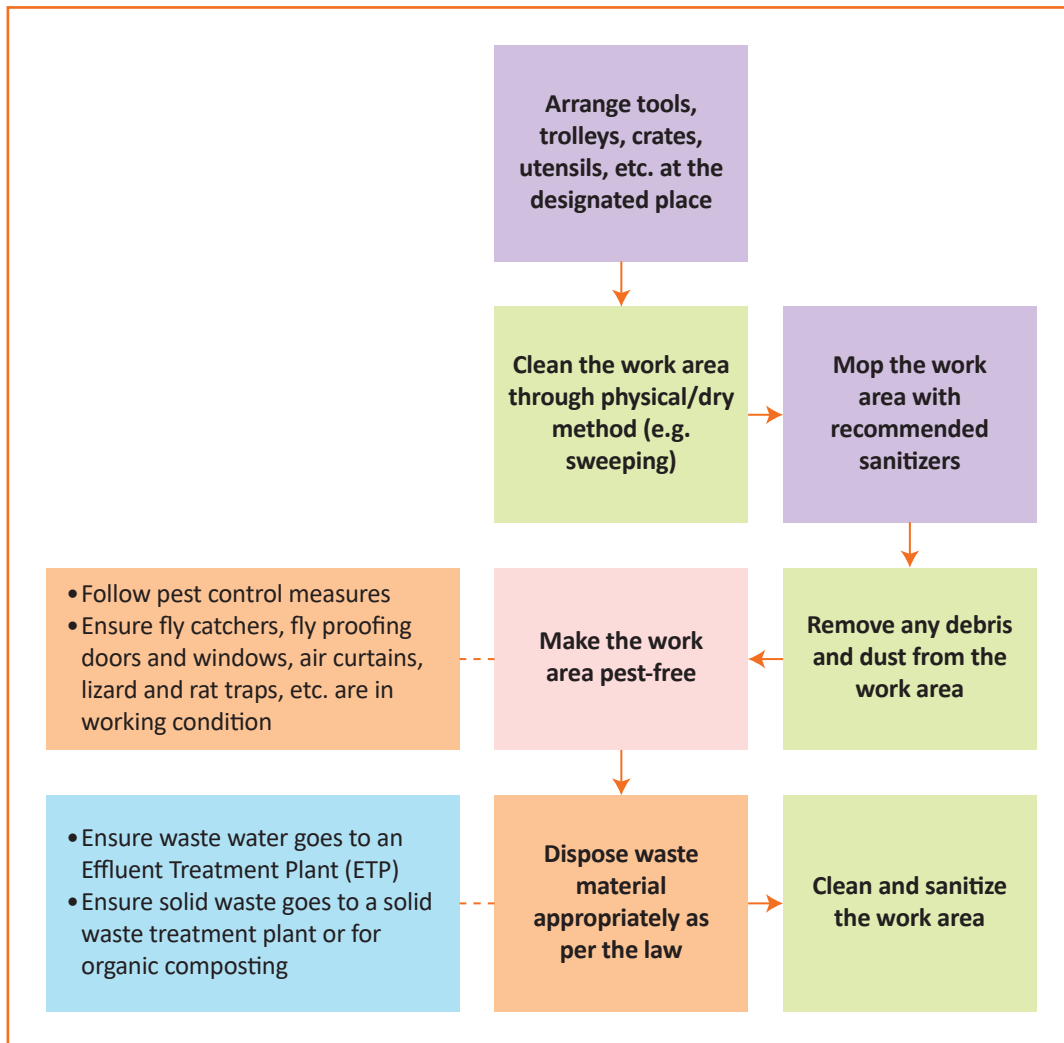 Arrange tools,
trolleys, crates,
utensils, etc. at the
designated place
Clean the work area
through physical/dry
method (e.g.
sweeping)
Mop the work
area with
recommended
sanitizers
Remove any debris
and dust from the
work area
Make the work
area pest-free
• Follow pest control measures
• Ensure fly catchers, fly proofing
doors and windows, air curtains,
lizard and rat traps, etc. are in
working condition
Dispose waste
material
appropriately as
per the law
• Ensure waste water goes to an
Effluent Treatment Plant (ETP)
• Ensure solid waste goes to a solid
waste treatment plant or for
organic composting
Clean and sanitize
the work area